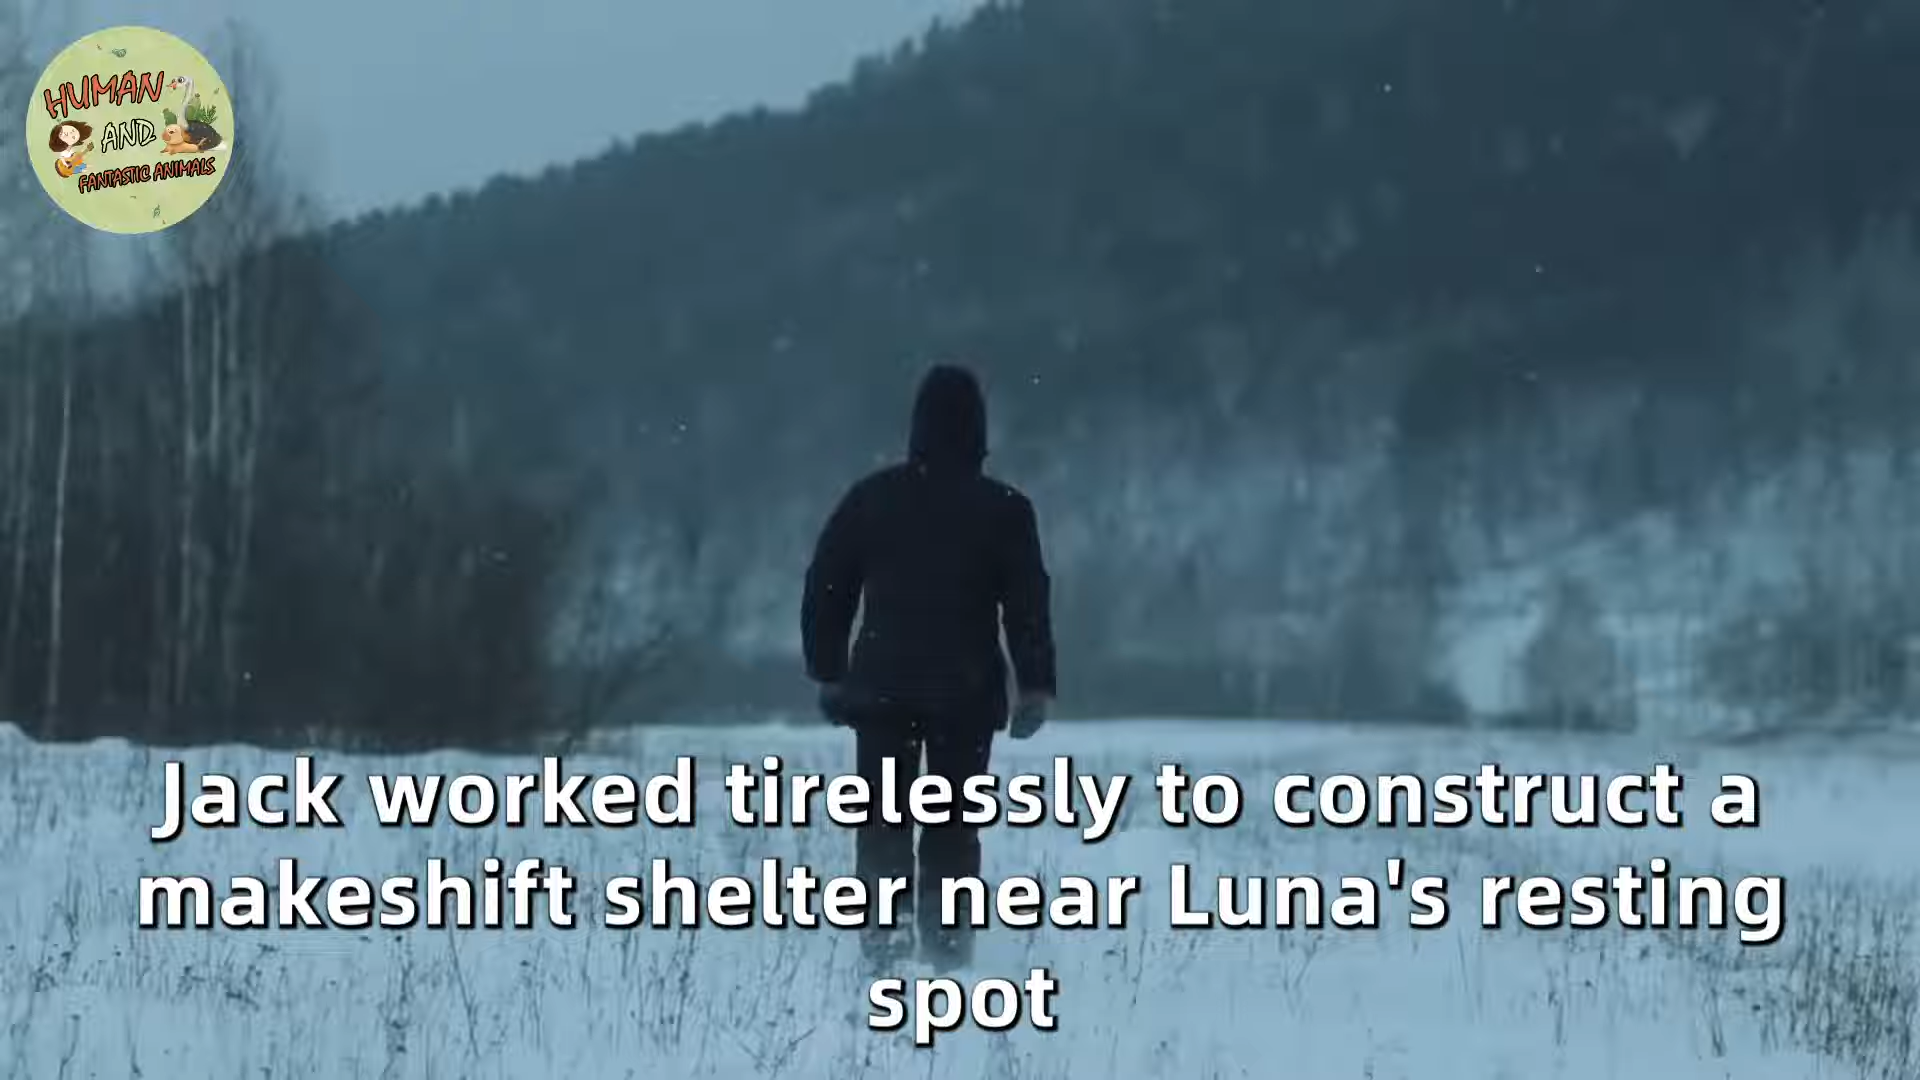 HUMAN
AND
FANTASTIC ANIMALS
Jack worked tirelessly to construct a
makeshift shelter near Luna's resting
spot